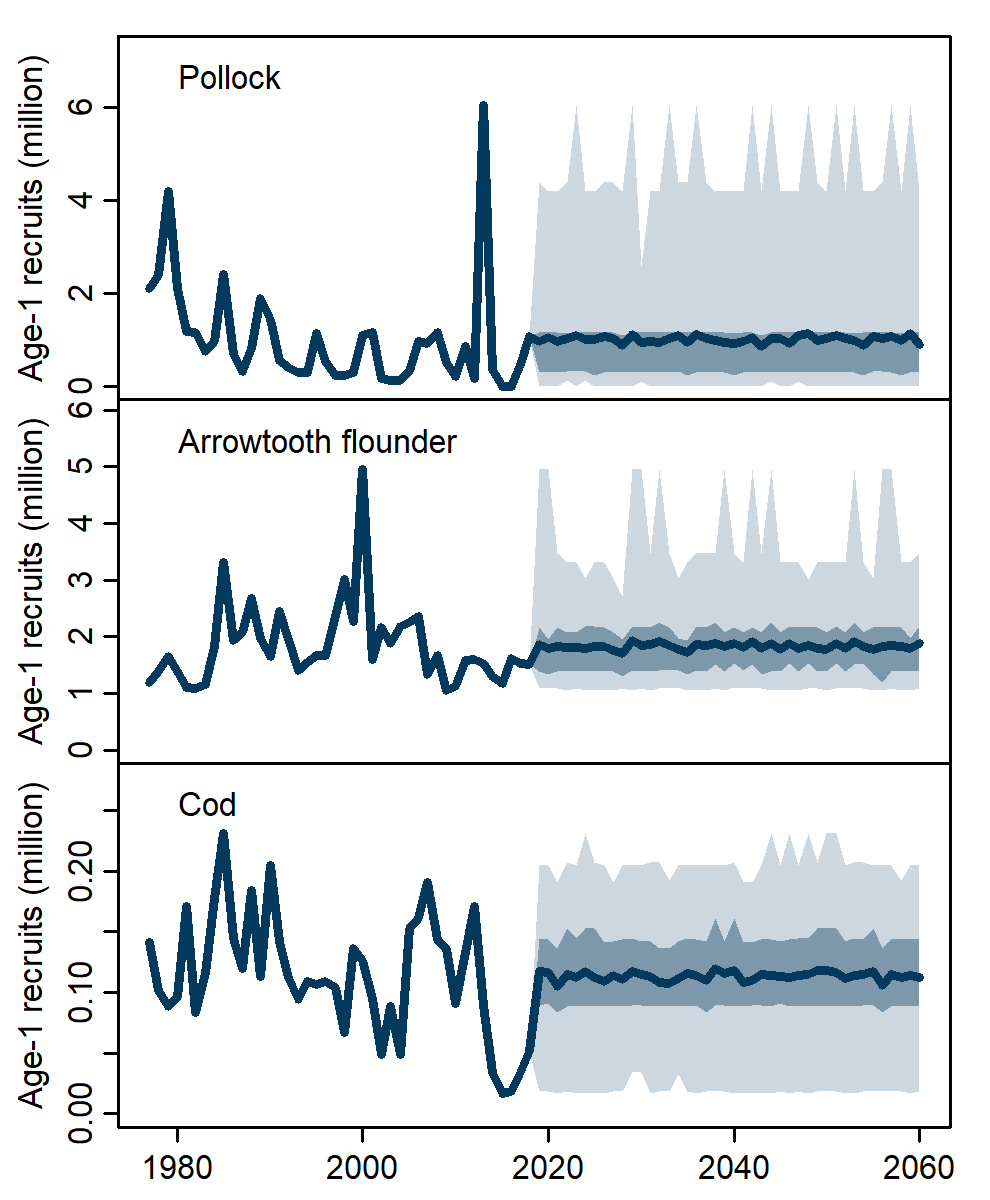 Pollock
Age-1 recruits (million)
6
4
2
0
Arrowtooth flounder
Age-1 recruits (million)
6
5
4
3
2
1
0
Cod
Age-1 recruits (million)
0.20
0.10
0.00
1980 2000 2020 2040 2060